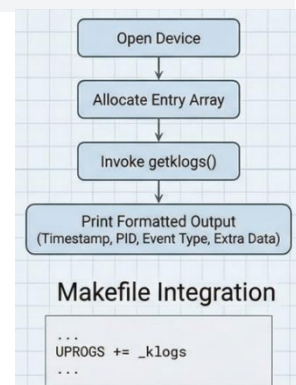 Open Device
Allocate Entry Array
Invoke getklogs()
Print Formatted Output
(Timestamp, PID, Event Type, Extra Data)
Makefile Integration
...
UPROGS += _klogs
...